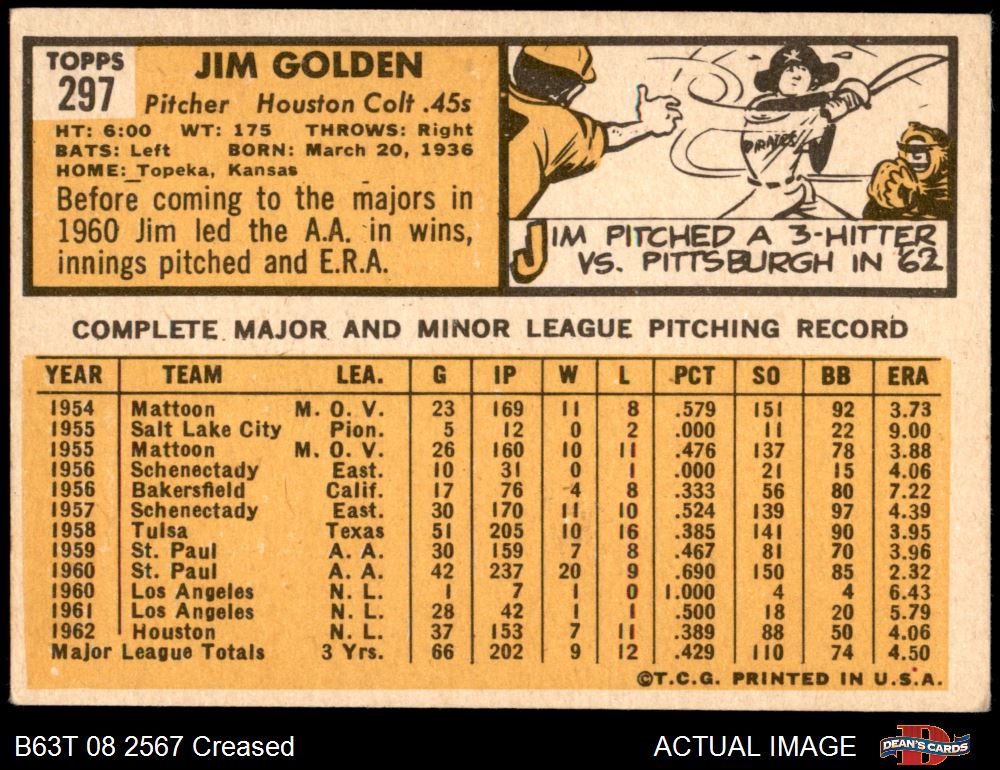 TOPPS
297
JIM GOLDEN
Pitcher Houston Colt .45s
HT: 6:00 WT: 175 THROWS: Right
BATS: Left BORN: March 20, 1936
HOME: Topeka, Kansas
Before coming to the majors in
1960 Jim led the A.A. in wins,
innings pitched and E.R.A.
PIRATES
JIM PITCHED A 3-HITTER
VS. PITTSBURGH IN '62
COMPLETE MAJOR AND MINOR LEAGUE PITCHING RECORD
YEAR TEAM LEA. G IP W L PCT SO BB ERA
1954 Mattoon M. O. V. 23 169 11 8 .579 151 92 3.73
1955 Salt Lake City Pion. 5 12 0 2 .000 11 22 9.00
1955 Mattoon M. O. V. 26 160 10 11 .476 137 78 3.88
1956 Schenectady East. 10 31 0 1 .000 21 15 4.06
1956 Bakersfield Calif. 17 76 4 8 .333 56 80 7.22
1957 Schenectady East. 30 170 11 10 .524 139 97 4.39
1958 Tulsa Texas 51 205 10 16 .385 141 90 3.95
1959 St. Paul A. A. 30 159 7 8 .467 81 70 3.96
1960 St. Paul A. A. 42 237 20 9 .690 150 85 2.32
1960 Los Angeles N. L. 1 7 1 0 1.000 4 4 6.43
1961 Los Angeles N. L. 28 42 1 1 .500 18 20 5.79
1962 Houston N. L. 37 153 7 11 .389 88 50 4.06
Major League Totals 3 Yrs. 66 202 9 12 .429 110 74 4.50
©T.C.G. PRINTED IN U.S.A.
B63T 08 2567 Creased
ACTUAL IMAGE
DEAN'S CARDS